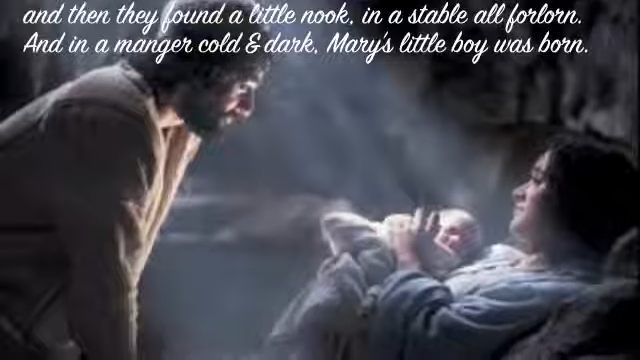 and then they found a little nook, in a stable all forlorn.
And in a manger cold & dark, Mary's little boy was born.